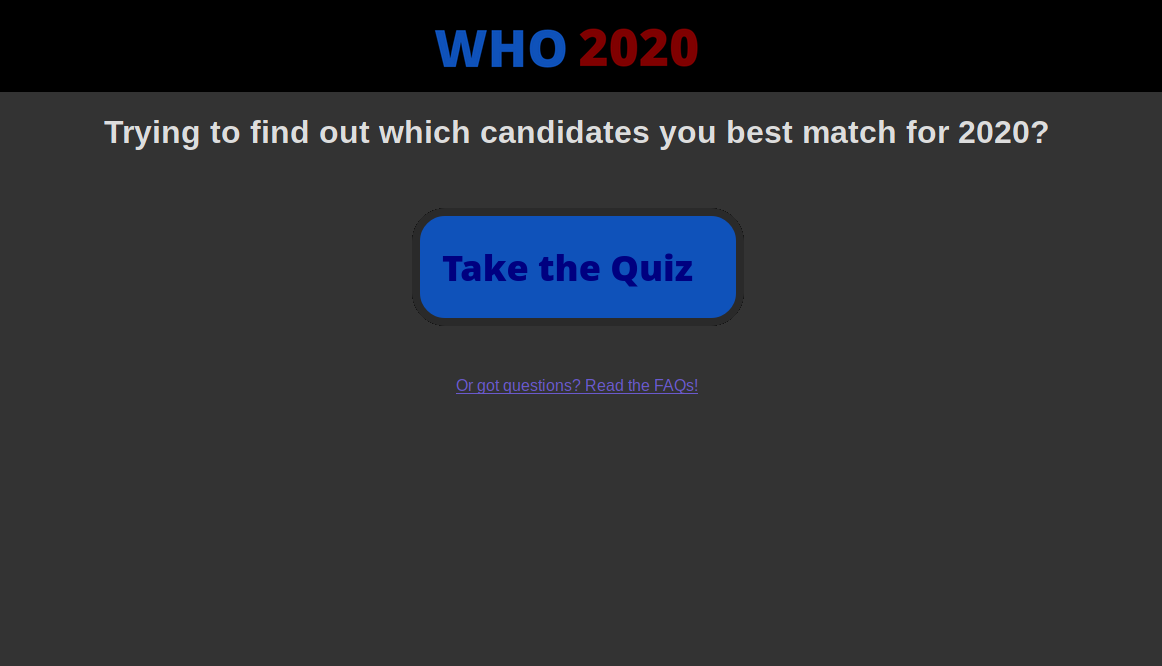 WHO 2020
Trying to find out which candidates you best match for 2020?
Take the Quiz
Or got questions? Read the FAQs!